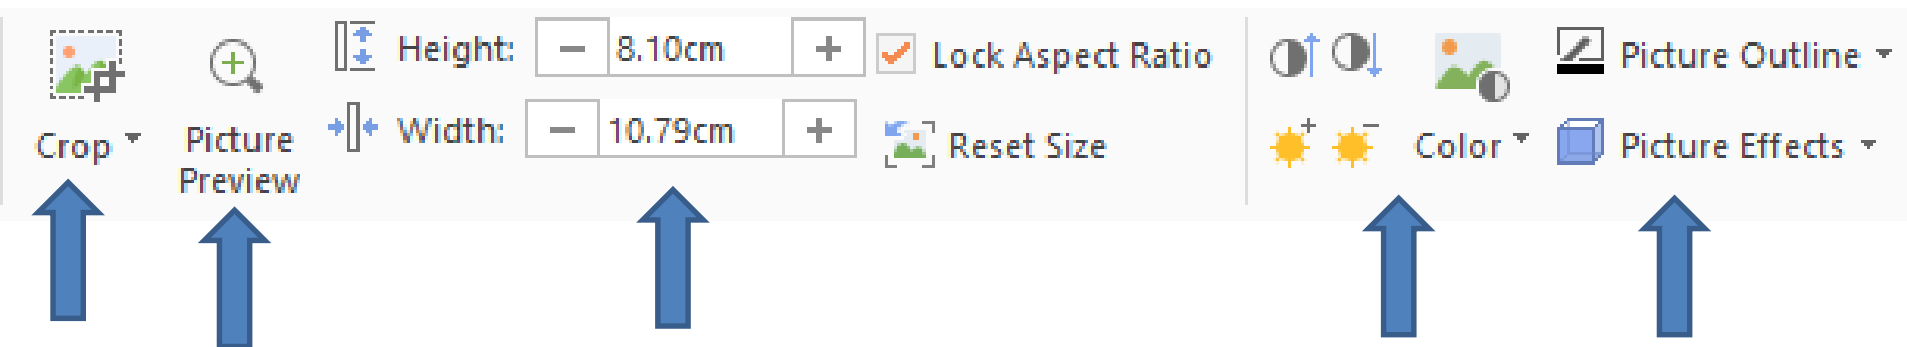 Crop
Picture
Preview
Height: 8.10cm
Width: 10.79cm
Lock Aspect Ratio
Reset Size
Color
Picture Outline
Picture Effects